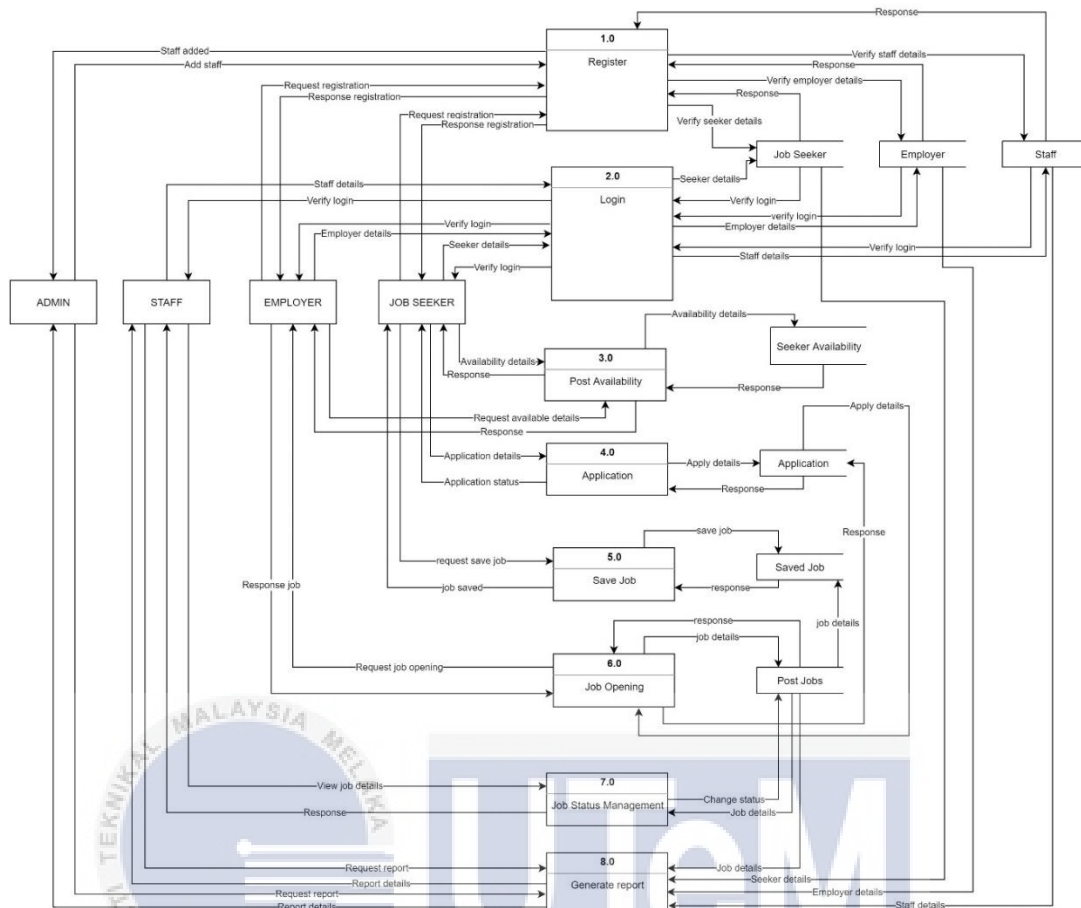 Response
1.0
Staff added
Register
Verify staff details
Add staff
Response
Request registration
Verify employer details
Response registration
Response
Request registration
Response registration
Verify seeker details
Job Seeker
Employer
Staff
2.0
Staff details
Seeker details
Verify login
Login
Verify login
Verify login
verify login
Employer details
Employer details
Seeker details
Verify login
Verify login
Staff details
ADMIN
STAFF
EMPLOYER
JOB SEEKER
Availability details
Seeker Availability
3.0
Availability details
Response
Post Availability
Response
Request available details
Apply details
Response
4.0
Application details
Apply details
Application
Application
Application status
Response
Response
save job
5.0
request save job
Saved Job
Save Job
Response job
job saved
response
response
job details
job details
6.0
Request job opening
Job Opening
Post Jobs
MALAYSIA MELAKA
TEKNIKAL
UTeM
7.0
View job details
Change status
Job Status Management
Response
Job details
8.0
Request report
Job details
Report details
Generate report
Seeker details
Request report
Employer details
Report details
Staff details